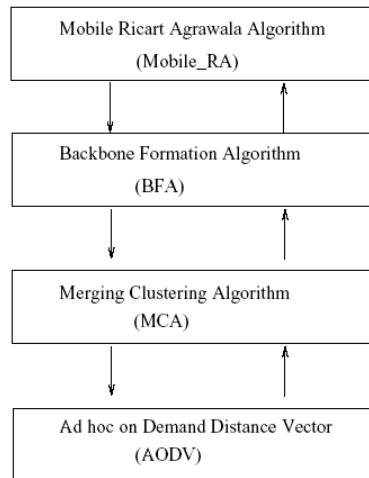 Mobile Ricart Agrawala Algorithm
(Mobile_RA)
Backbone Formation Algorithm
(BFA)
Merging Clustering Algorithm
(MCA)
Ad hoc on Demand Distance Vector
(AODV)